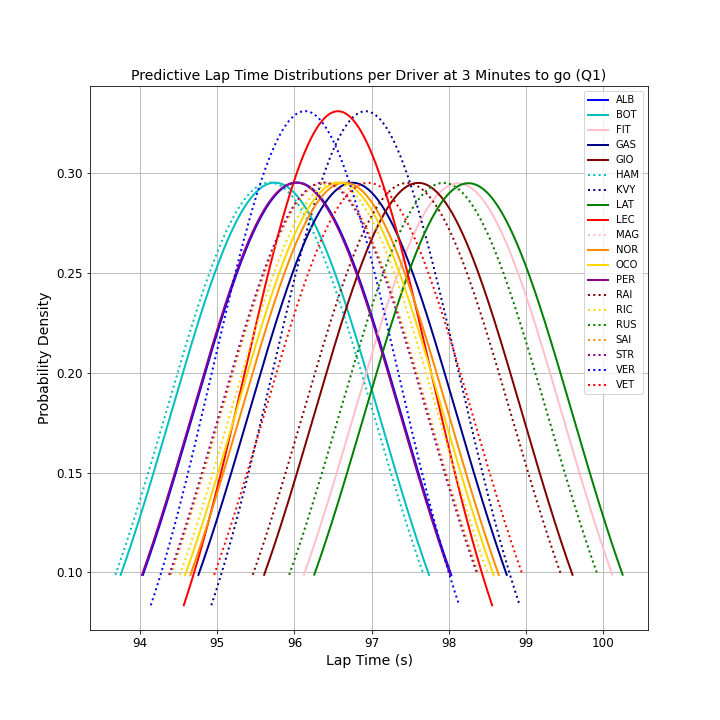 Predictive Lap Time Distributions per Driver at 3 Minutes to go (Q1)
ALB
BOT
FIT
GAS
GIO
HAM
KVY
LAT
LEC
MAG
NOR
OCO
PER
RAI
RIC
RUS
SAI
STR
VER
VET
Probability Density
0.30
0.25
0.20
0.15
0.10
94 95 96 97 98 99 100
Lap Time (s)